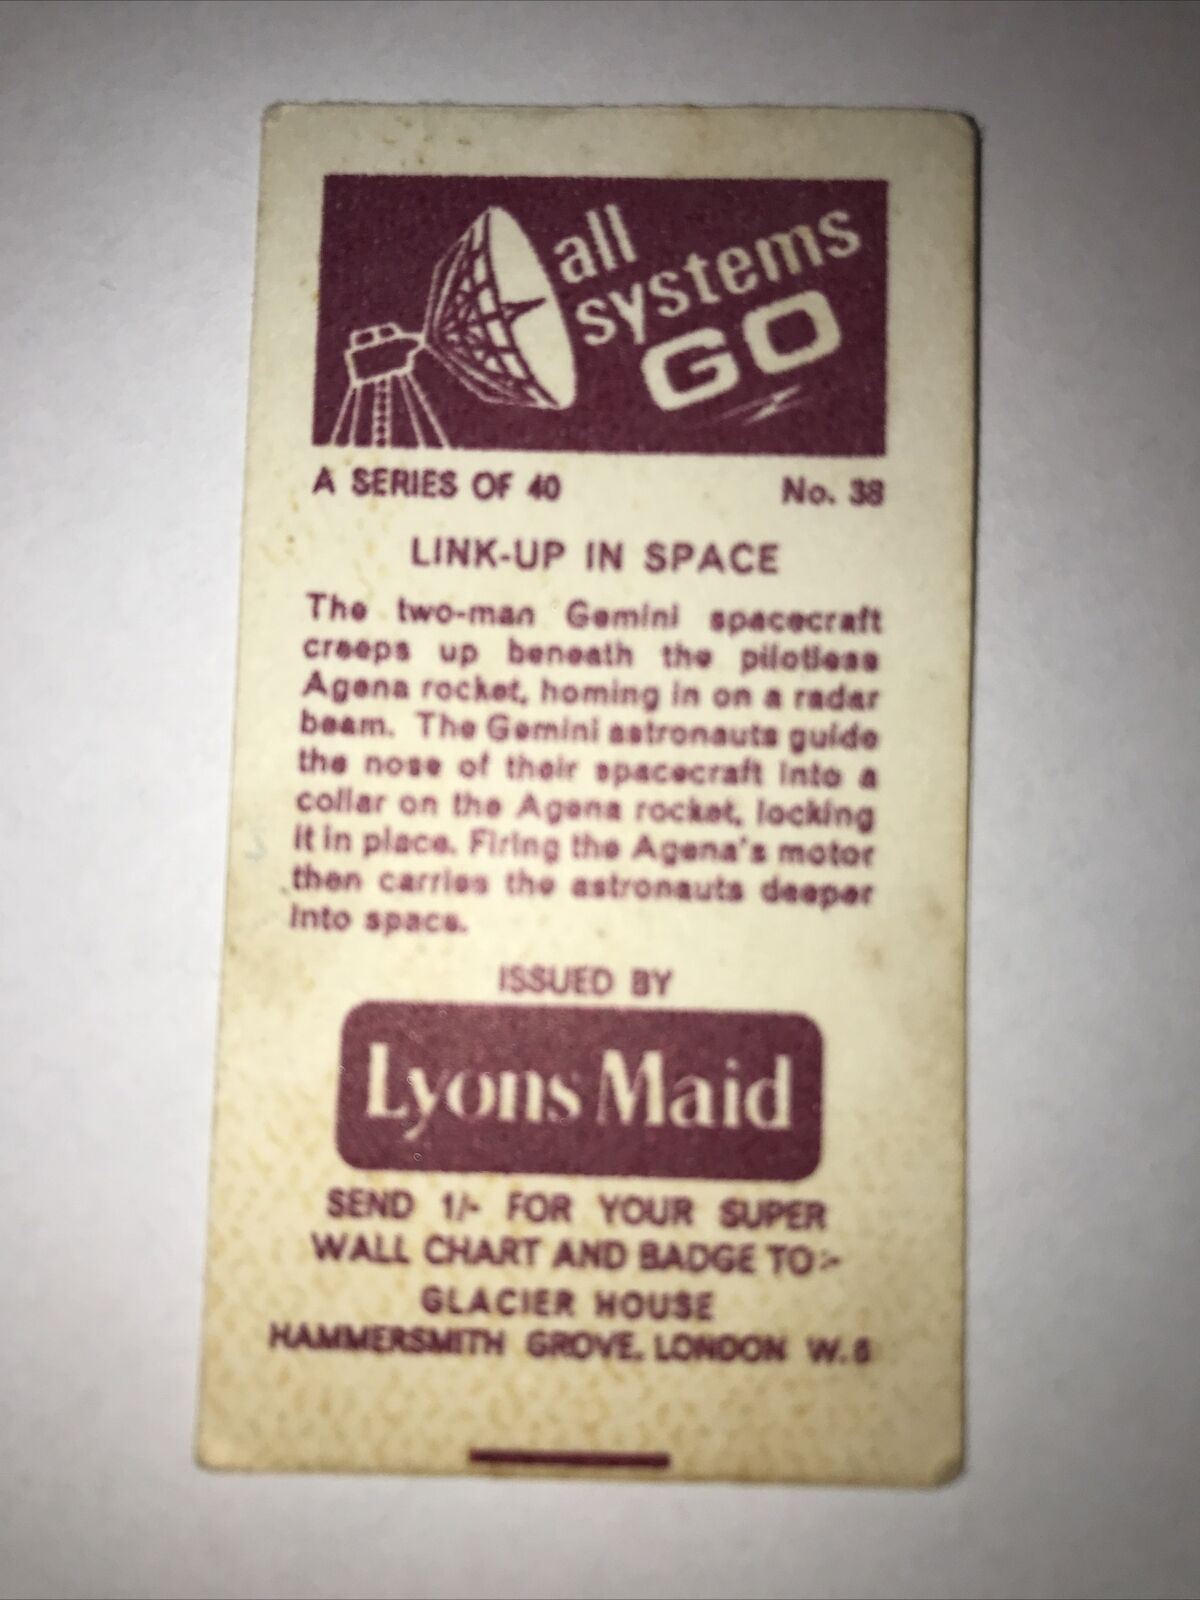 all
systems
GO
A SERIES OF 40 No. 38
LINK-UP IN SPACE
The two-man Gemini spacecraft
creeps up beneath the pilotless
Agena rocket, homing in on a radar
beam. The Gemini astronauts guide
the nose of their spacecraft into a
collar on the Agena rocket, locking
it in place. Firing the Agena's motor
then carries the astronauts deeper
into space.
ISSUED BY
Lyons Maid
SEND 1/- FOR YOUR SUPER
WALL CHART AND BADGE TO:-
GLACIER HOUSE
HAMMERSMITH GROVE, LONDON W.6